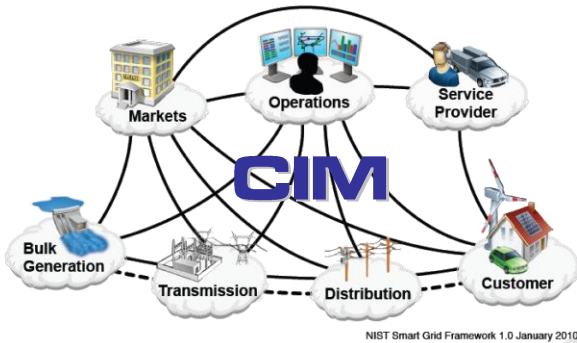 Markets
Operations
Service
Provider
CIM
Bulk
Generation
Transmission
Distribution
Customer
NIST Smart Grid Framework 1.0 January 2010